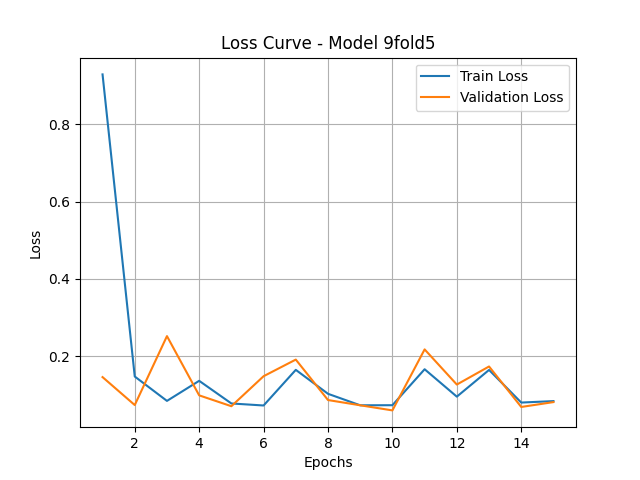 Loss Curve - Model 9fold5
Train Loss
Validation Loss
Loss
0.8
0.6
0.4
0.2
2 4 6 8 10 12 14
Epochs